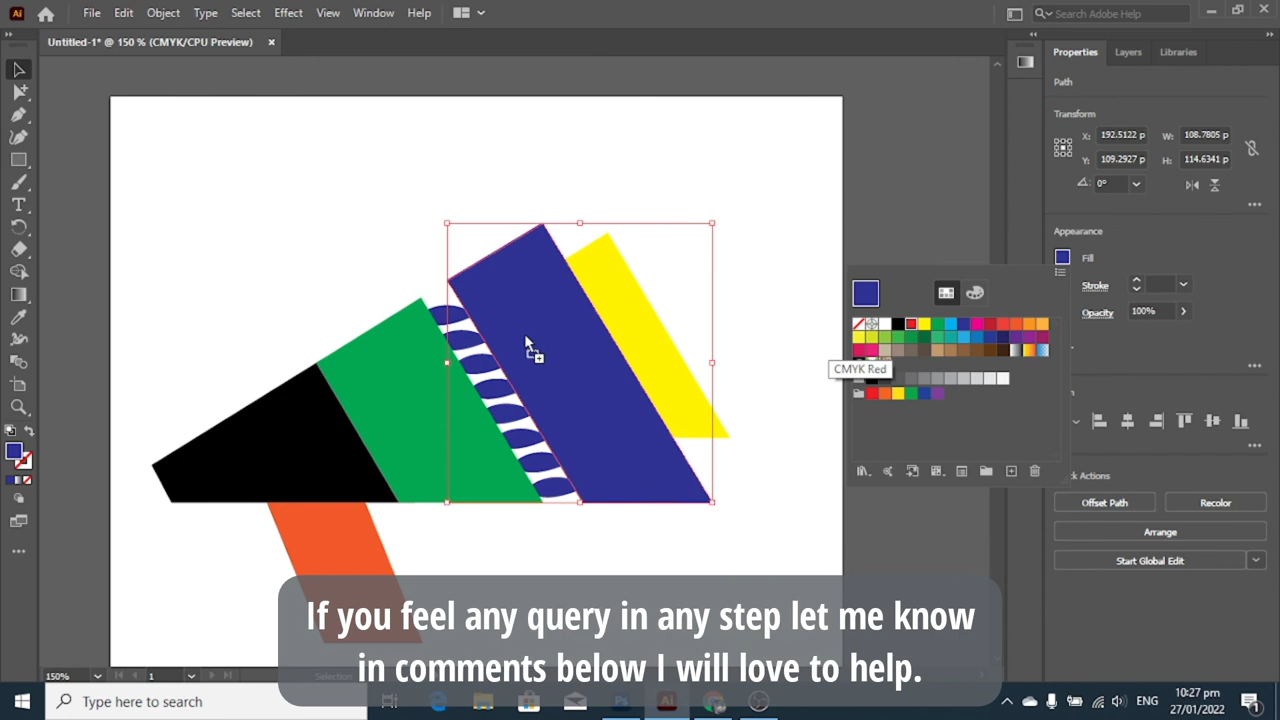 Ai File Edit Object Type Select Effect View Window Help Search Adobe Help
Untitled-1* @ 150 % (CMYK/CPU Preview) × Properties Layers Libraries
Path
Transform
X: 192.5122 p W: 108.7805 p
Y: 109.2927 p H: 114.6341 p
0°
Appearance
Fill
Stroke
Opacity 100%
CMYK Red
Offset Path Recolor
Arrange
Start Global Edit
If you feel any query in any step let me know
in comments below I will love to help.
150% 1 Selection
Type here to search Ps Ai ENG 10:27 pm
27/01/2022 1